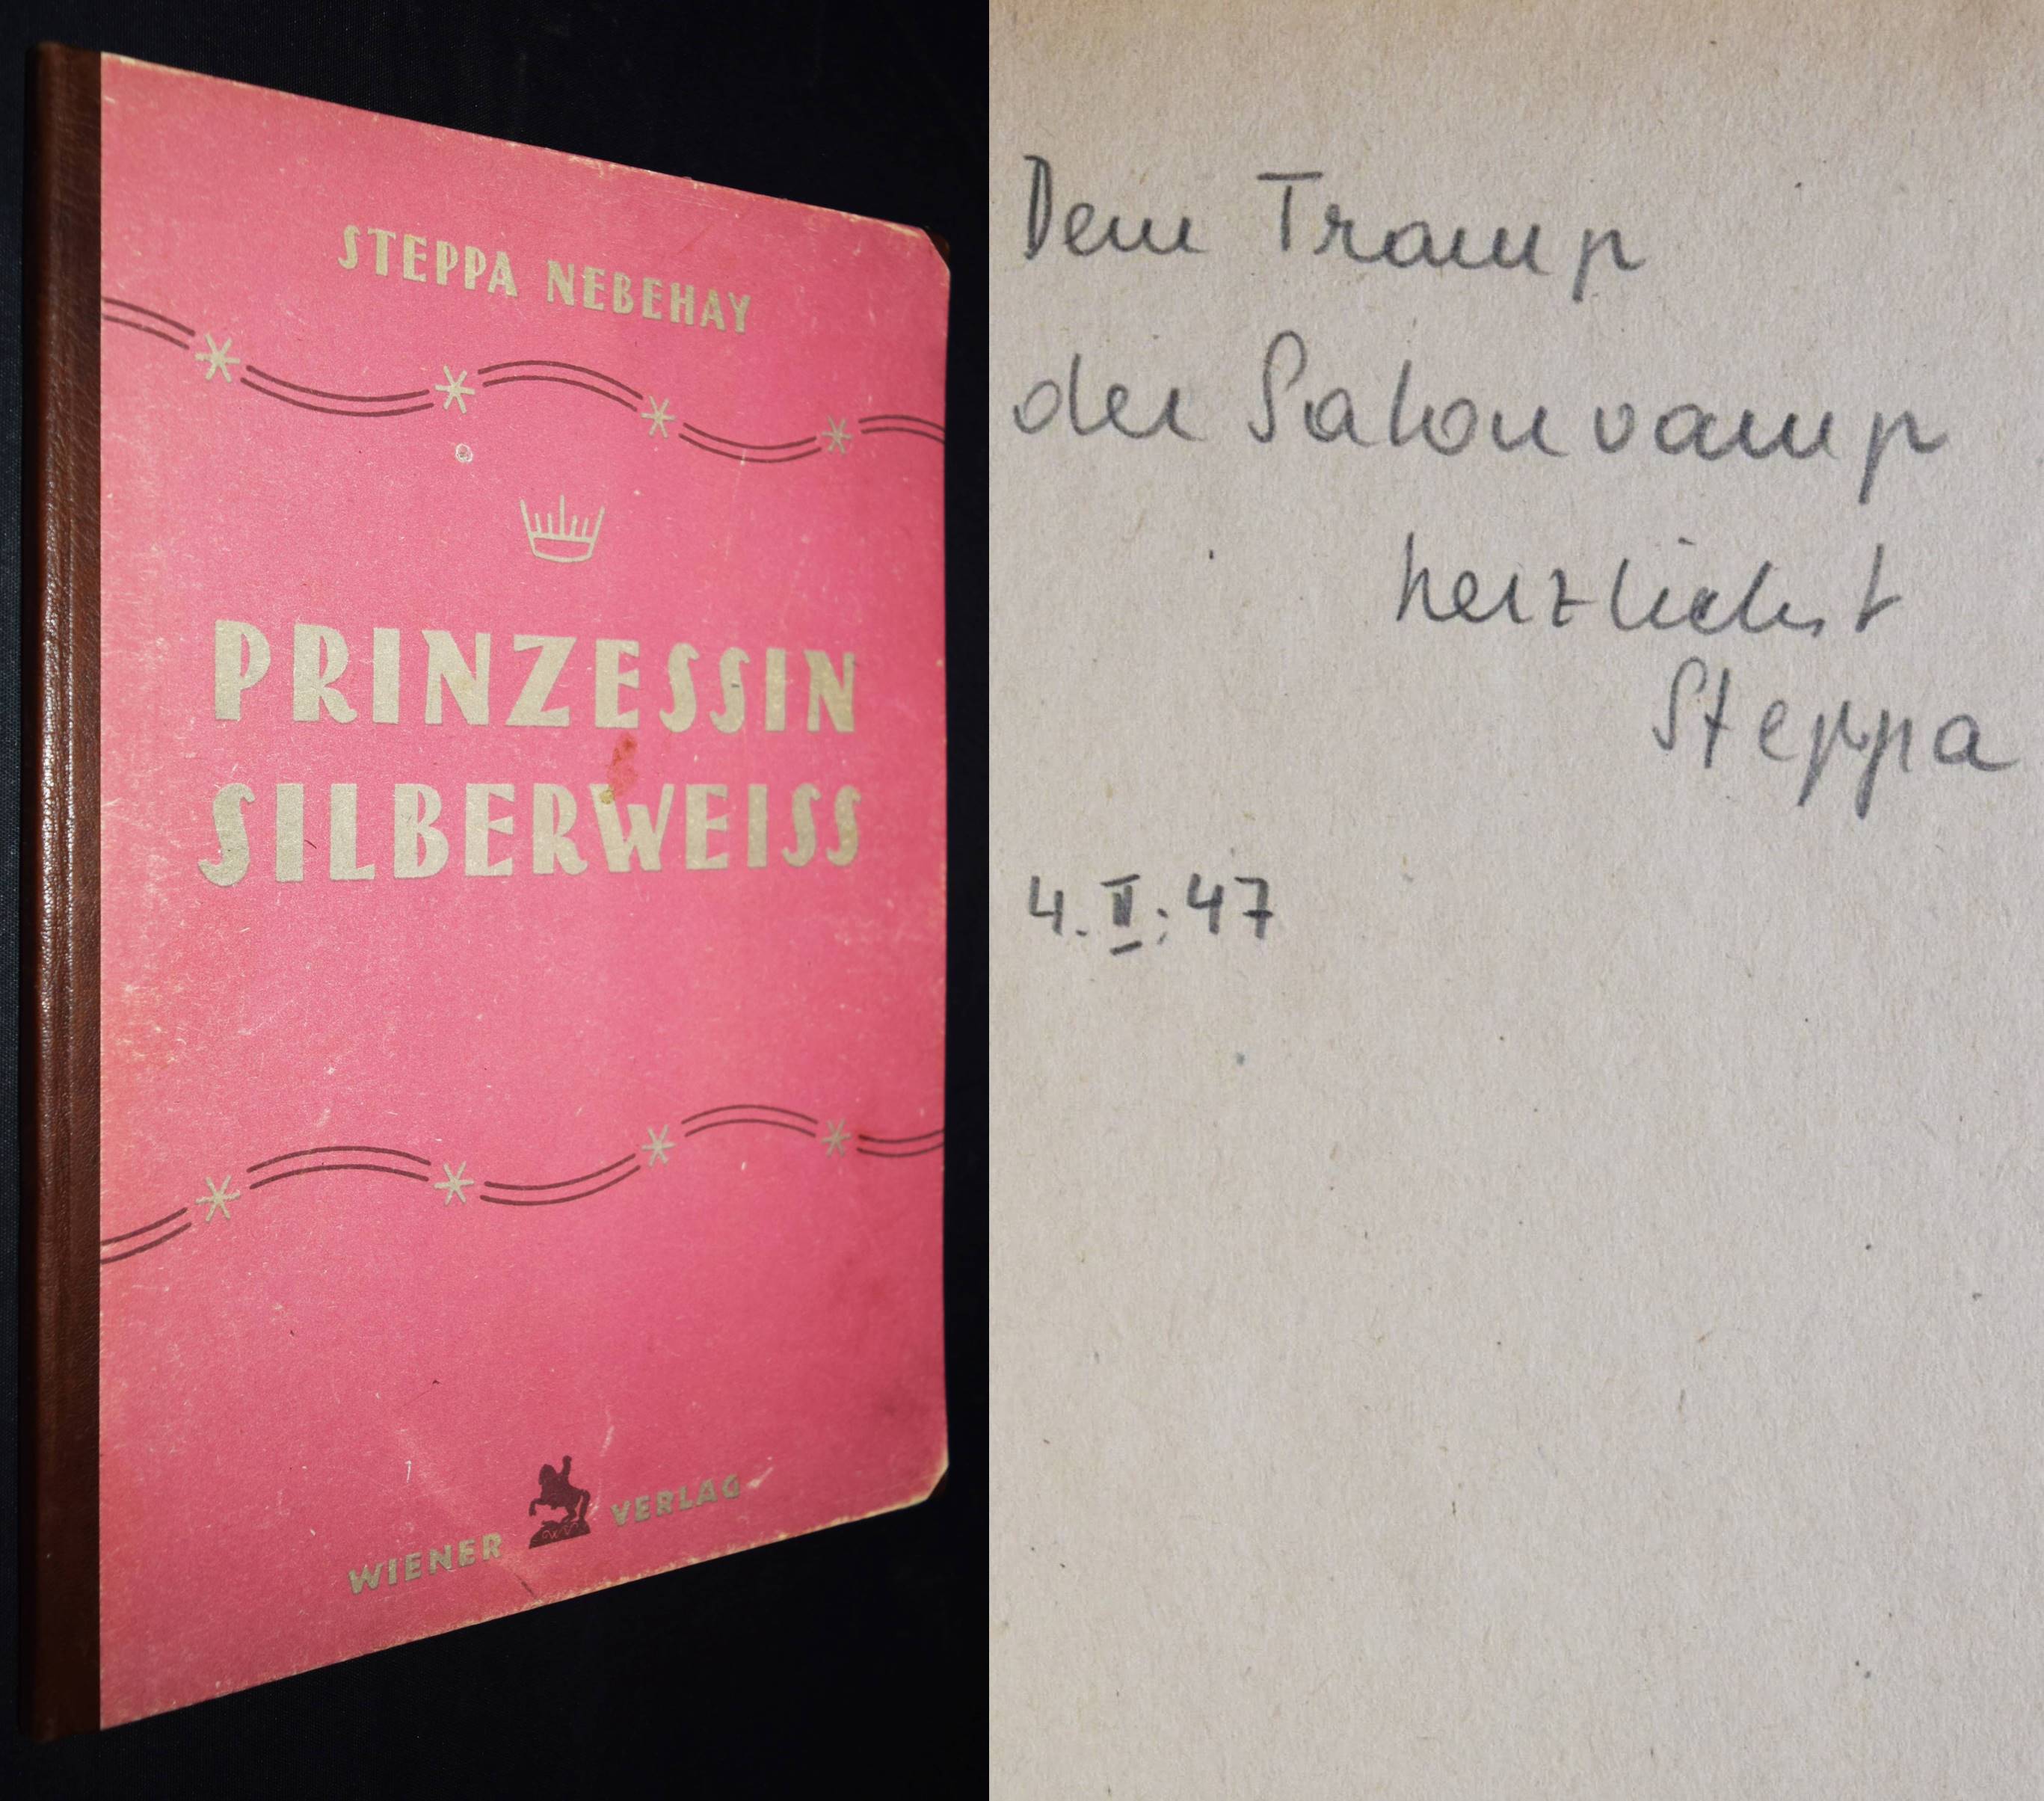 STEPPA NEBEHAY
PRINZESSIN
SILBERWEISS
WIENER VERLAG
Dem Tramp
der Salonvamp
herzlichst
Steppa
4. II. 47